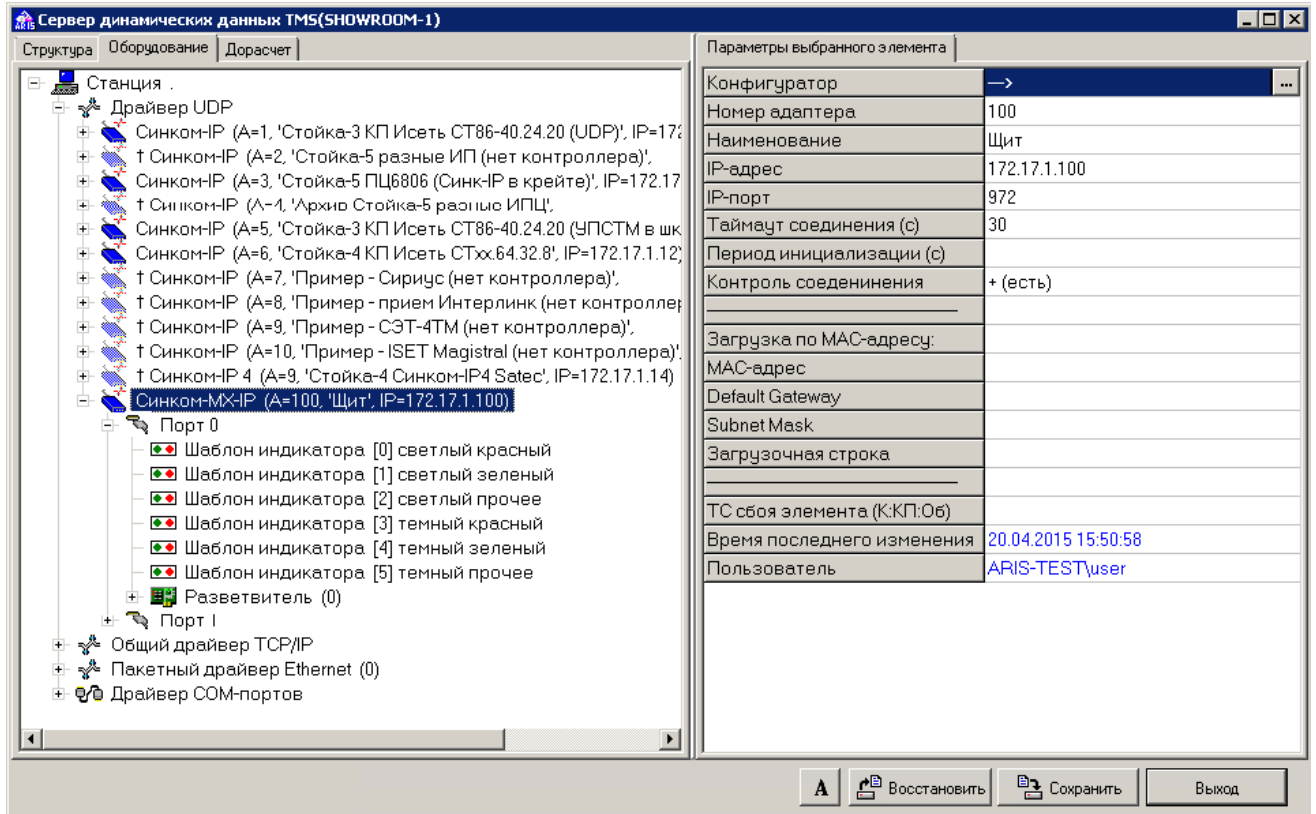 Сервер динамических данных TMS(SHOWROOM-1)
Структура Оборудование Дорасчет
Станция .
Драйвер UDP
Синком-IP (A=1, 'Стойка-3 КП Исеть СТ86-40.24.20 (UDP)', IP=172
† Синком-IP (A=2, 'Стойка-5 разные ИП (нет контроллера)',
Синком-IP (A=3, 'Стойка-5 ПЦ6806 (Синк-IP в крейте)', IP=172.17
† Синком-IP (A=4, 'Архив Стойка-5 разные ИПЦ',
Синком-IP (A=5, 'Стойка-3 КП Исеть СТ86-40.24.20 (УПСТМ в шк
Синком-IP (A=6, 'Стойка-4 КП Исеть СТхх.64.32.8', IP=172.17.1.12)
† Синком-IP (A=7, 'Пример - Сириус (нет контроллера)',
† Синком-IP (A=8, 'Пример - прием Интерлинк (нет контроллер
† Синком-IP (A=9, 'Пример - СЭТ-4ТМ (нет контроллера)',
† Синком-IP (A=10, 'Пример - ISET Magistral (нет контроллера)',
† Синком-IP 4 (A=9, 'Стойка-4 Синком-IP4 Satec', IP=172.17.1.14)
Синком-MX-IP (A=100, 'Щит', IP=172.17.1.100)
Порт 0
Шаблон индикатора [0] светлый красный
Шаблон индикатора [1] светлый зеленый
Шаблон индикатора [2] светлый прочее
Шаблон индикатора [3] темный красный
Шаблон индикатора [4] темный зеленый
Шаблон индикатора [5] темный прочее
Разветвитель (0)
Порт I
Общий драйвер TCP/IP
Пакетный драйвер Ethernet (0)
Драйвер COM-портов
Параметры выбранного элемента
Конфигуратор —> ...
Номер адаптера 100
Наименование Щит
IP-адрес 172.17.1.100
IP-порт 972
Таймаут соединения (с) 30
Период инициализации (с)
Контроль соеденинения + (есть)
Загрузка по MAC-адресу:
MAC-адрес
Default Gateway
Subnet Mask
Загрузочная строка
ТС сбоя элемента (К:КП:Об)
Время последнего изменения 20.04.2015 15:50:58
Пользователь ARIS-TEST\user
A Восстановить Сохранить Выход